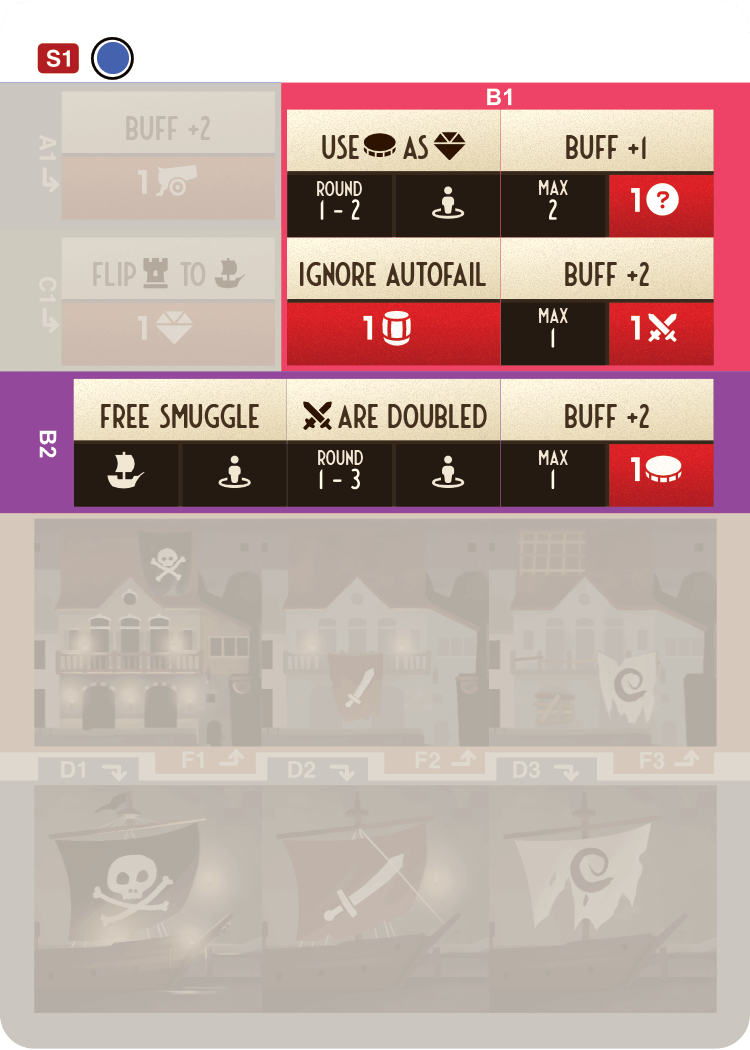 S1
A1
BUFF +2
1
B1
USE AS
BUFF +1
ROUND
1 - 2
MAX
2
1 ?
C1
FLIP TO
1
IGNORE AUTOFAIL
BUFF +2
1
MAX
1
1
B2
FREE SMUGGLE
ARE DOUBLED
BUFF +2
ROUND
1 - 3
MAX
1
1
D1
F1
D2
F2
D3
F3